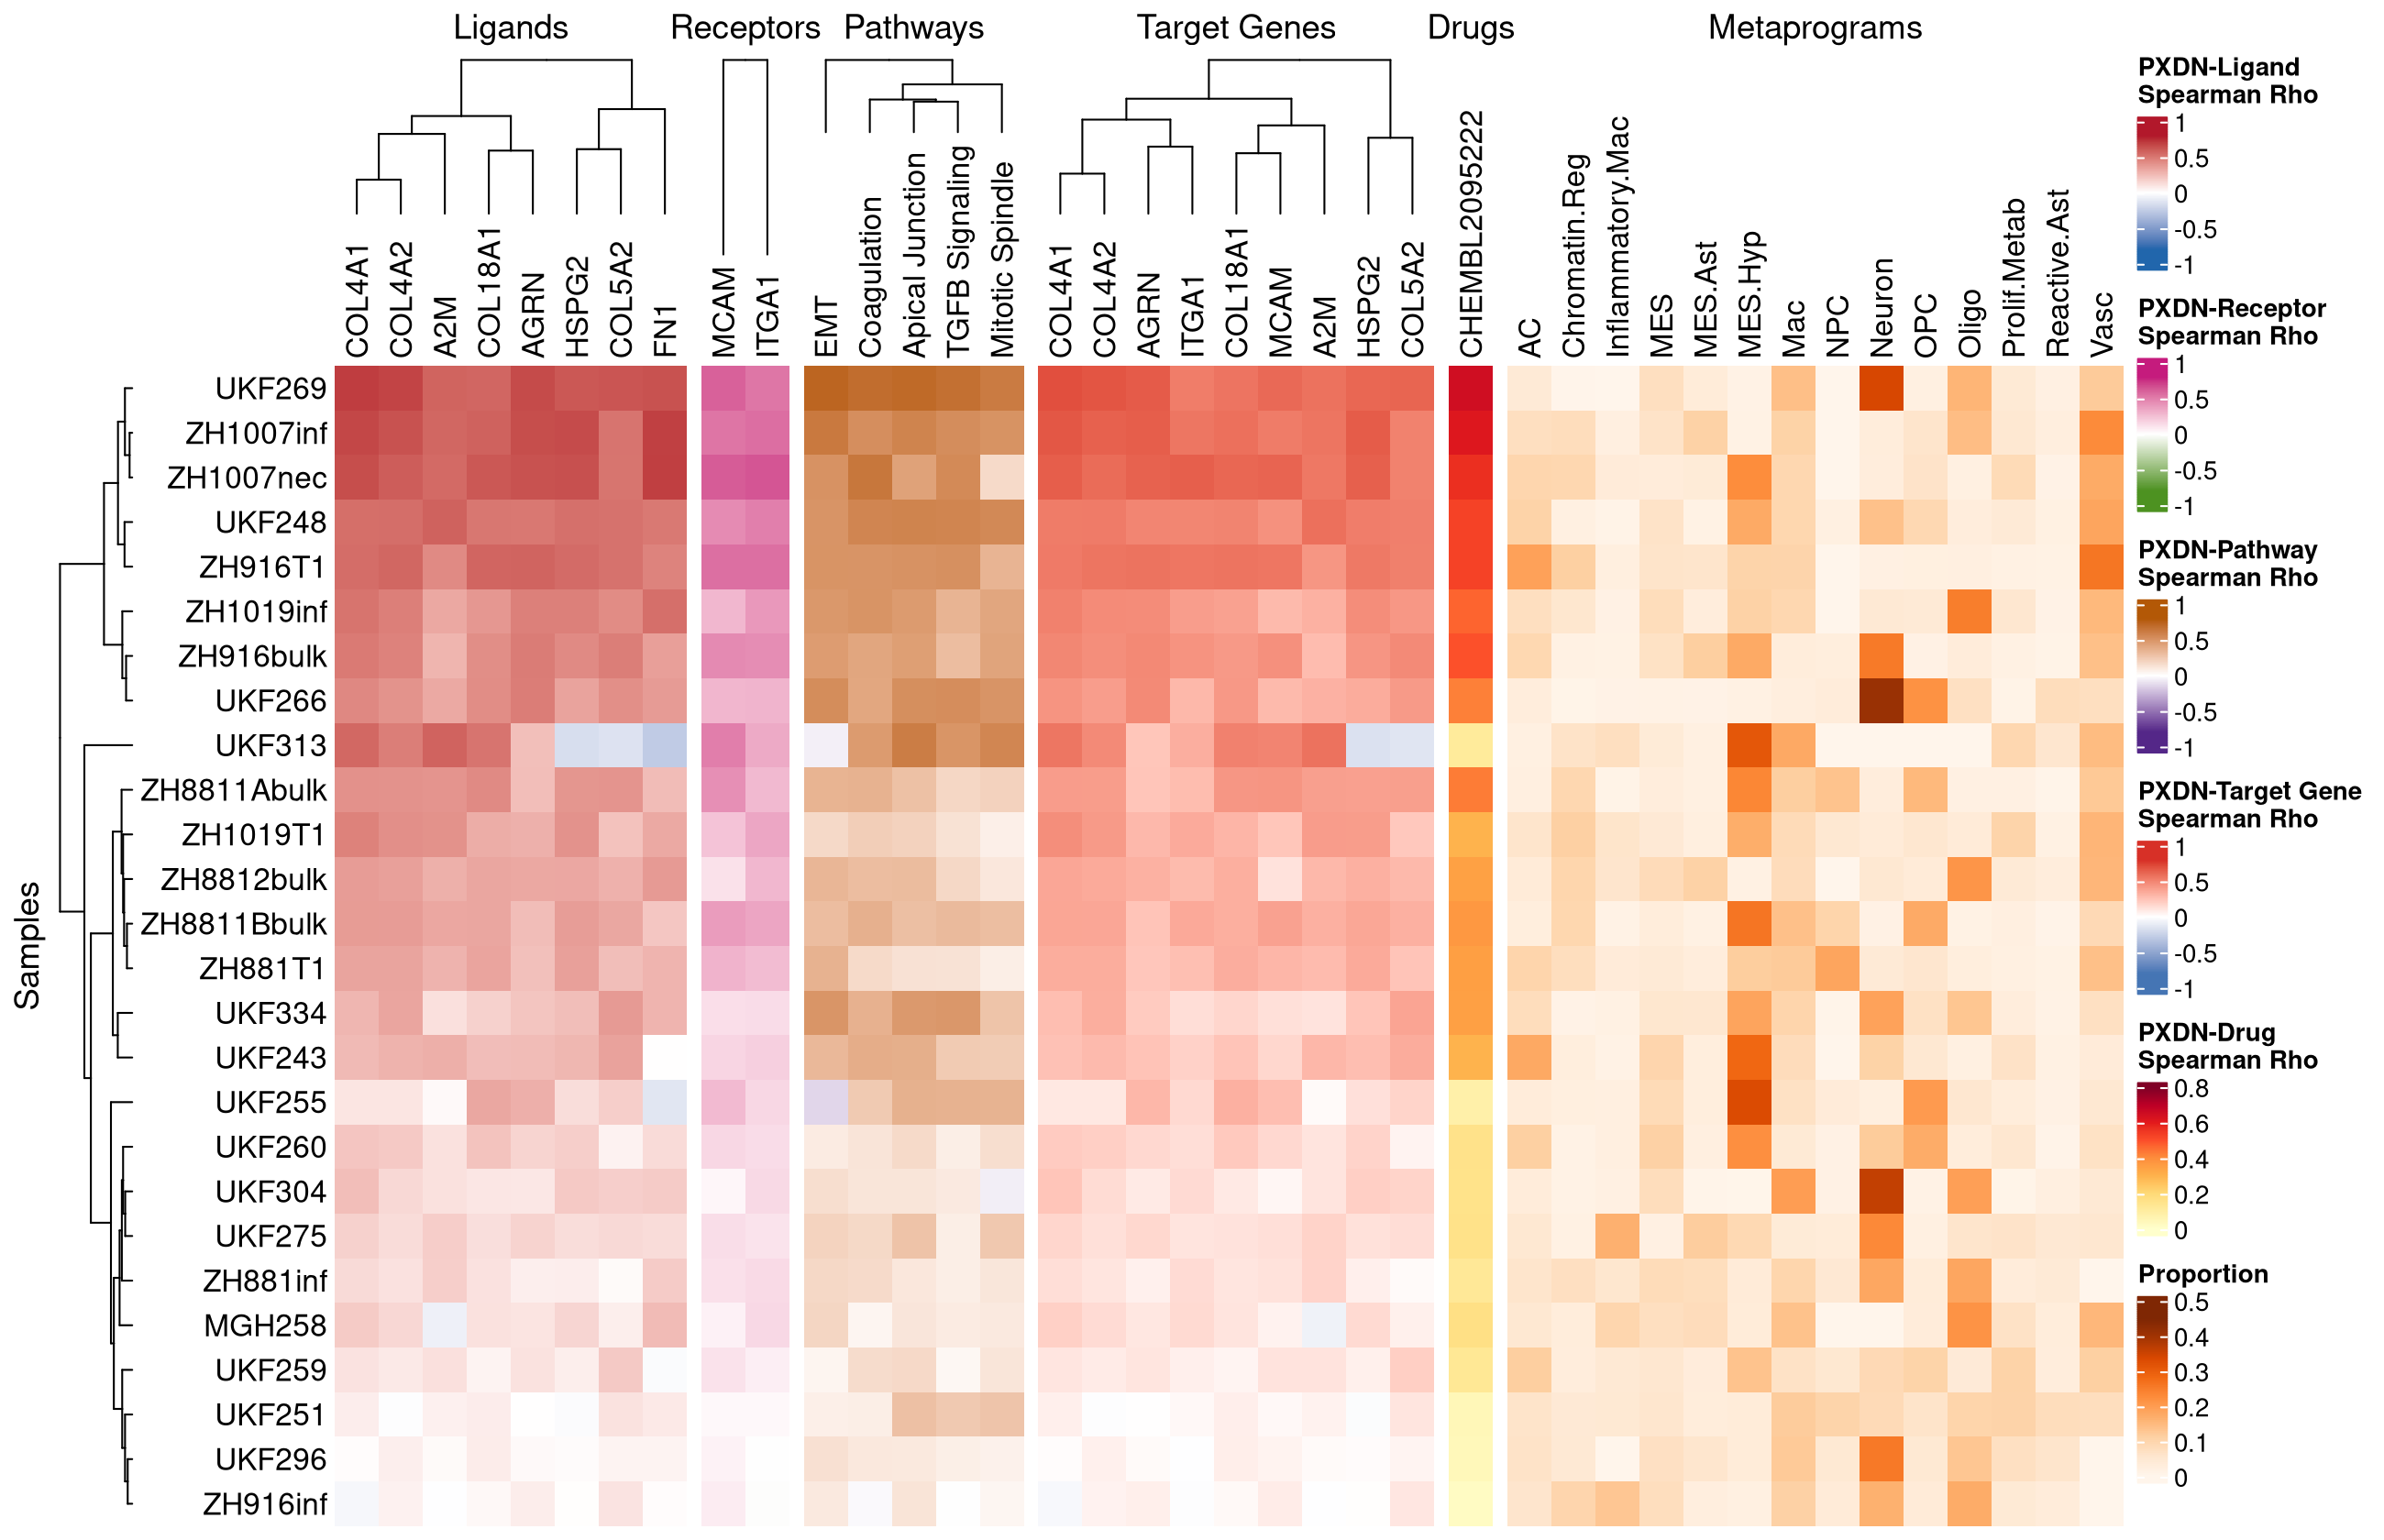 Ligands
Receptors
Pathways
Target Genes
Drugs
Metaprograms
COL4A1
COL4A2
A2M
COL18A1
AGRN
HSPG2
COL5A2
FN1
MCAM
ITGA1
EMT
Coagulation
Apical Junction
TGFB Signaling
Mitotic Spindle
COL4A1
COL4A2
AGRN
ITGA1
COL18A1
MCAM
A2M
HSPG2
COL5A2
CHEMBL2095222
AC
Chromatin.Reg
Inflammatory.Mac
MES
MES.Ast
MES.Hyp
Mac
NPC
Neuron
OPC
Oligo
Prolif.Metab
Reactive.Ast
Vasc
Samples
UKF269
ZH1007inf
ZH1007nec
UKF248
ZH916T1
ZH1019inf
ZH916bulk
UKF266
UKF313
ZH8811Abulk
ZH1019T1
ZH8812bulk
ZH8811Bbulk
ZH881T1
UKF334
UKF243
UKF255
UKF260
UKF304
UKF275
ZH881inf
MGH258
UKF259
UKF251
UKF296
ZH916inf
PXDN-Ligand
Spearman Rho
1
0.5
0
-0.5
-1
PXDN-Receptor
Spearman Rho
1
0.5
0
-0.5
-1
PXDN-Pathway
Spearman Rho
1
0.5
0
-0.5
-1
PXDN-Target Gene
Spearman Rho
1
0.5
0
-0.5
-1
PXDN-Drug
Spearman Rho
0.8
0.6
0.4
0.2
0
Proportion
0.5
0.4
0.3
0.2
0.1
0